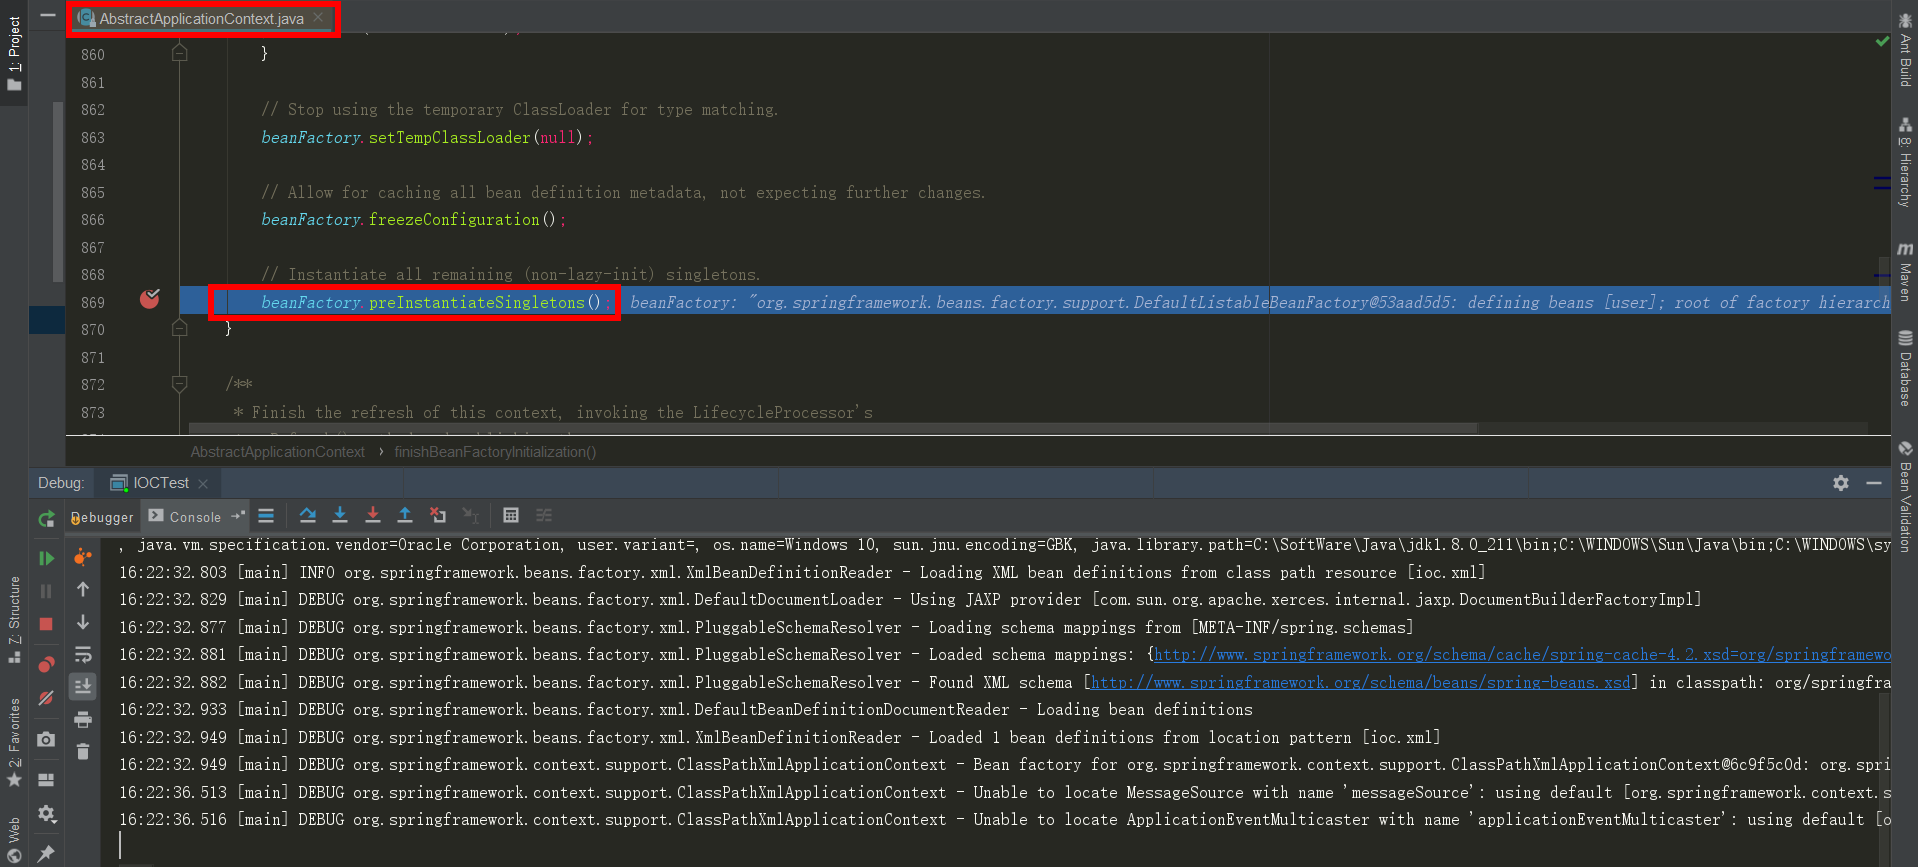 1: Project
AbstractApplicationContext.java
860 }
861
862 // Stop using the temporary ClassLoader for type matching.
863 beanFactory.setTempClassLoader(null);
864
865 // Allow for caching all bean definition metadata, not expecting further changes.
866 beanFactory.freezeConfiguration();
867
868 // Instantiate all remaining (non-lazy-init) singletons.
869 beanFactory.preInstantiateSingletons(); beanFactory: "org.springframework.beans.factory.support.DefaultListableBeanFactory@53aad5d5: defining beans [user]; root of factory hierarch
870 }
871
872 /**
873 * Finish the refresh of this context, invoking the LifecycleProcessor's
AbstractApplicationContext › finishBeanFactoryInitialization()
Debug: IOCTest
Debugger Console
, java.vm.specification.vendor=Oracle Corporation, user.variant=, os.name=Windows 10, sun.jnu.encoding=GBK, java.library.path=C:\SoftWare\Java\jdk1.8.0_211\bin;C:\WINDOWS\Sun\Java\bin;C:\WINDOWS\sy
16:22:32.803 [main] INFO org.springframework.beans.factory.xml.XmlBeanDefinitionReader - Loading XML bean definitions from class path resource [ioc.xml]
16:22:32.829 [main] DEBUG org.springframework.beans.factory.xml.DefaultDocumentLoader - Using JAXP provider [com.sun.org.apache.xerces.internal.jaxp.DocumentBuilderFactoryImpl]
16:22:32.877 [main] DEBUG org.springframework.beans.factory.xml.PluggableSchemaResolver - Loading schema mappings from [META-INF/spring.schemas]
16:22:32.881 [main] DEBUG org.springframework.beans.factory.xml.PluggableSchemaResolver - Loaded schema mappings: {http://www.springframework.org/schema/cache/spring-cache-4.2.xsd=org/springframewo
16:22:32.882 [main] DEBUG org.springframework.beans.factory.xml.PluggableSchemaResolver - Found XML schema [http://www.springframework.org/schema/beans/spring-beans.xsd] in classpath: org/springfra
16:22:32.933 [main] DEBUG org.springframework.beans.factory.xml.DefaultBeanDefinitionDocumentReader - Loading bean definitions
16:22:32.949 [main] DEBUG org.springframework.beans.factory.xml.XmlBeanDefinitionReader - Loaded 1 bean definitions from location pattern [ioc.xml]
16:22:32.949 [main] DEBUG org.springframework.context.support.ClassPathXmlApplicationContext - Bean factory for org.springframework.context.support.ClassPathXmlApplicationContext@6c9f5c0d: org.spri
16:22:36.513 [main] DEBUG org.springframework.context.support.ClassPathXmlApplicationContext - Unable to locate MessageSource with name 'messageSource': using default [org.springframework.context.s
16:22:36.516 [main] DEBUG org.springframework.context.support.ClassPathXmlApplicationContext - Unable to locate ApplicationEventMulticaster with name 'applicationEventMulticaster': using default [o
Z: Structure
2: Favorites
Web
Ant Build
8: Hierarchy
Maven
Database
Bean Validation